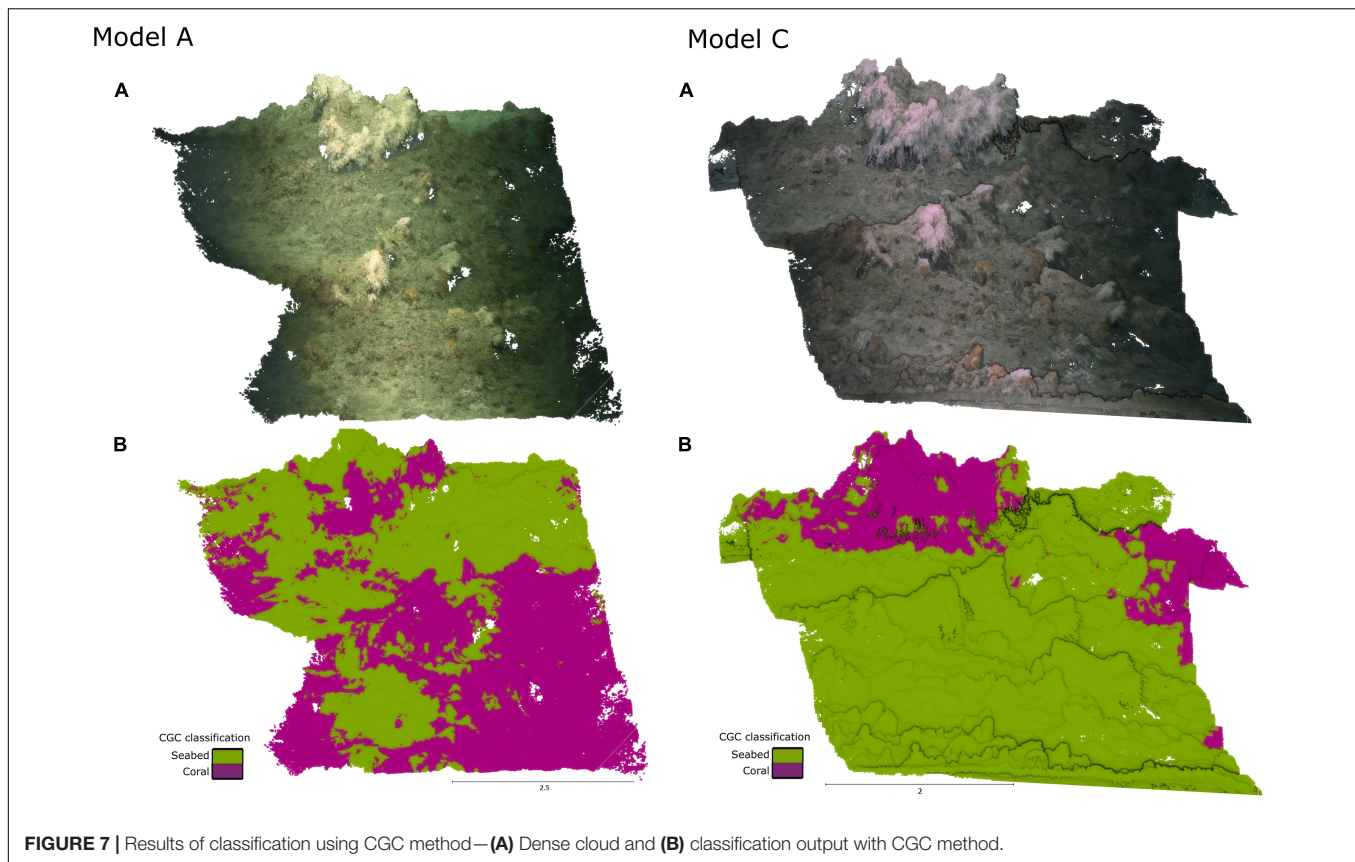 Model A
Model C
A
A
B
B
CGC classification
Seabed
Coral
2.5
CGC classification
Seabed
Coral
2
FIGURE 7 | Results of classification using CGC method—(A) Dense cloud and (B) classification output with CGC method.